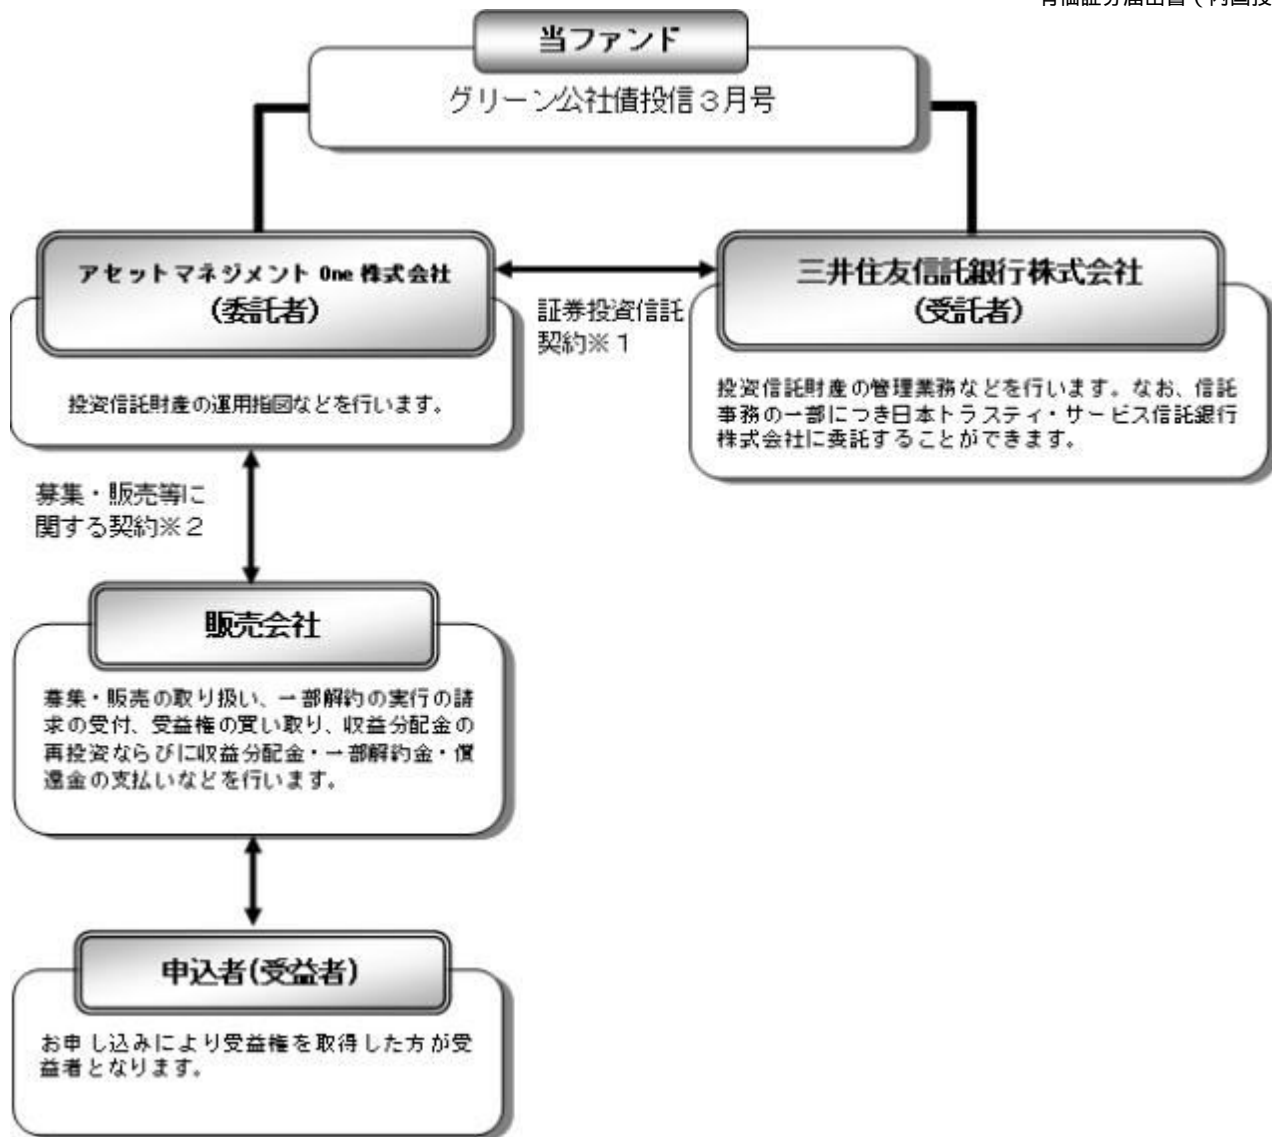 当ファンド
グリーン公社債投信３月号
アセットマネジメント One 株式会社
(委託者)
投資信託財産の運用指図などを行います。
証券投資信託
契約※１
三井住友信託銀行株式会社
(受託者)
投資信託財産の管理業務などを行います。なお、信託
事務の一部につき日本トラスティ・サービス信託銀行
株式会社に委託することができます。
募集・販売等に
関する契約※２
販売会社
募集・販売の取り扱い、一部解約の実行の請
求の受付、受益権の買い取り、収益分配金の
再投資ならびに収益分配金・一部解約金・償
還金の支払いなどを行います。
申込者(受益者)
お申し込みにより受益権を取得した方が受
益者となります。